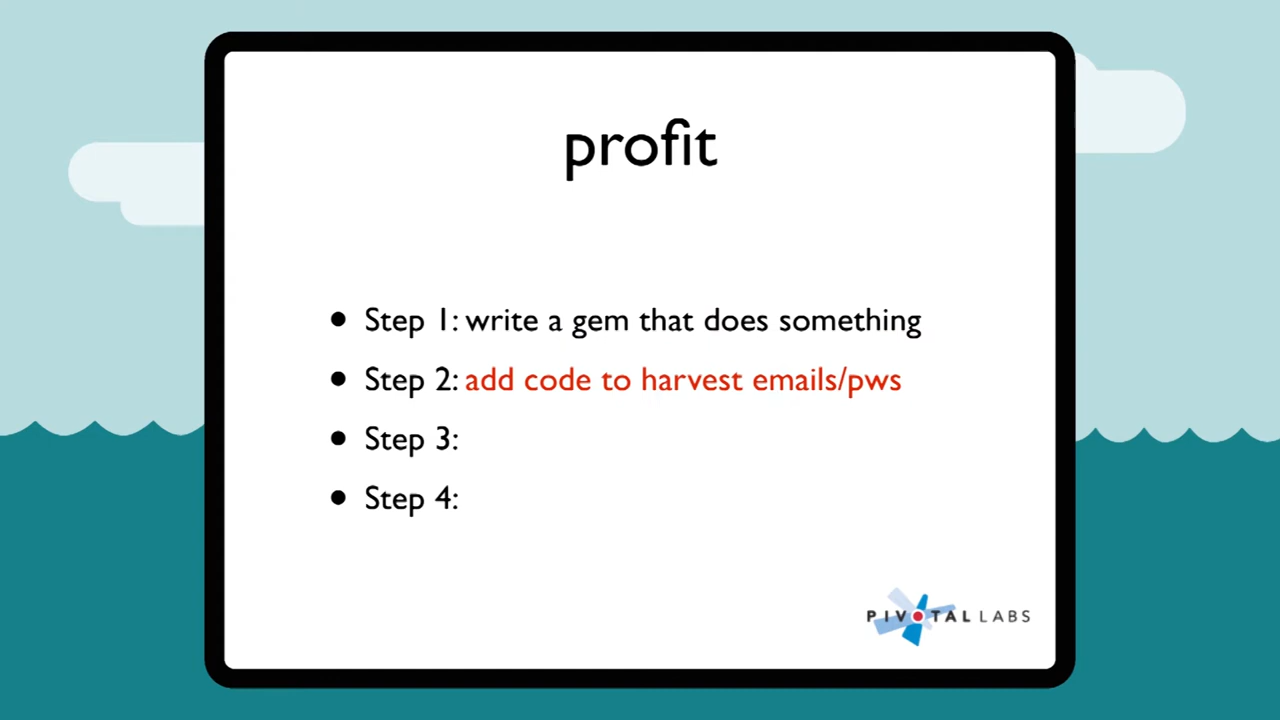 profit
• Step 1: write a gem that does something
• Step 2: add code to harvest emails/pws
• Step 3:
• Step 4:
PIVOTAL LABS